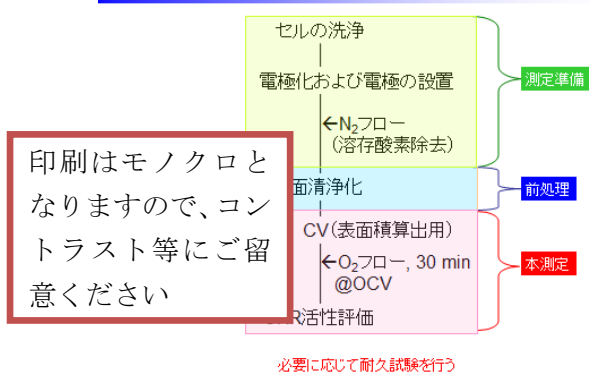 セルの洗浄
電極化および電極の設置
測定準備
←N₂フロー
(溶存酸素除去)
印刷はモノクロと
なりますので、コン
トラスト等にご留
意ください
面清浄化
前処理
CV(表面積算出用)
←O₂フロー, 30 min
@OCV
本測定
R活性評価
必要に応じて耐久試験を行う